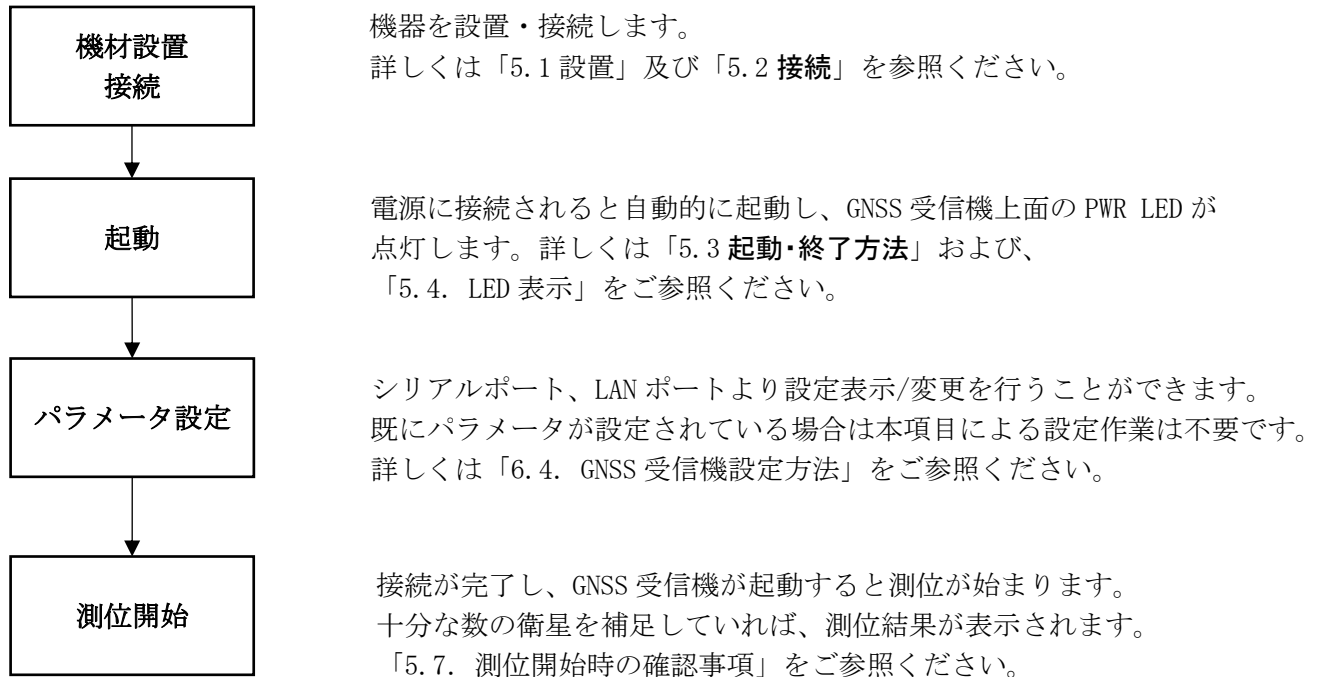 機材設置
接続
機器を設置・接続します。
詳しくは「5.1 設置」及び「5.2 接続」を参照ください。
起動
電源に接続されると自動的に起動し、GNSS 受信機上面の PWR LED が
点灯します。詳しくは「5.3 起動・終了方法」および、
「5.4. LED 表示」をご参照ください。
パラメータ設定
シリアルポート、LAN ポートより設定表示/変更を行うことができます。
既にパラメータが設定されている場合は本項目による設定作業は不要です。
詳しくは「6.4. GNSS 受信機設定方法」をご参照ください。
測位開始
接続が完了し、GNSS 受信機が起動すると測位が始まります。
十分な数の衛星を補足していれば、測位結果が表示されます。
「5.7. 測位開始時の確認事項」をご参照ください。